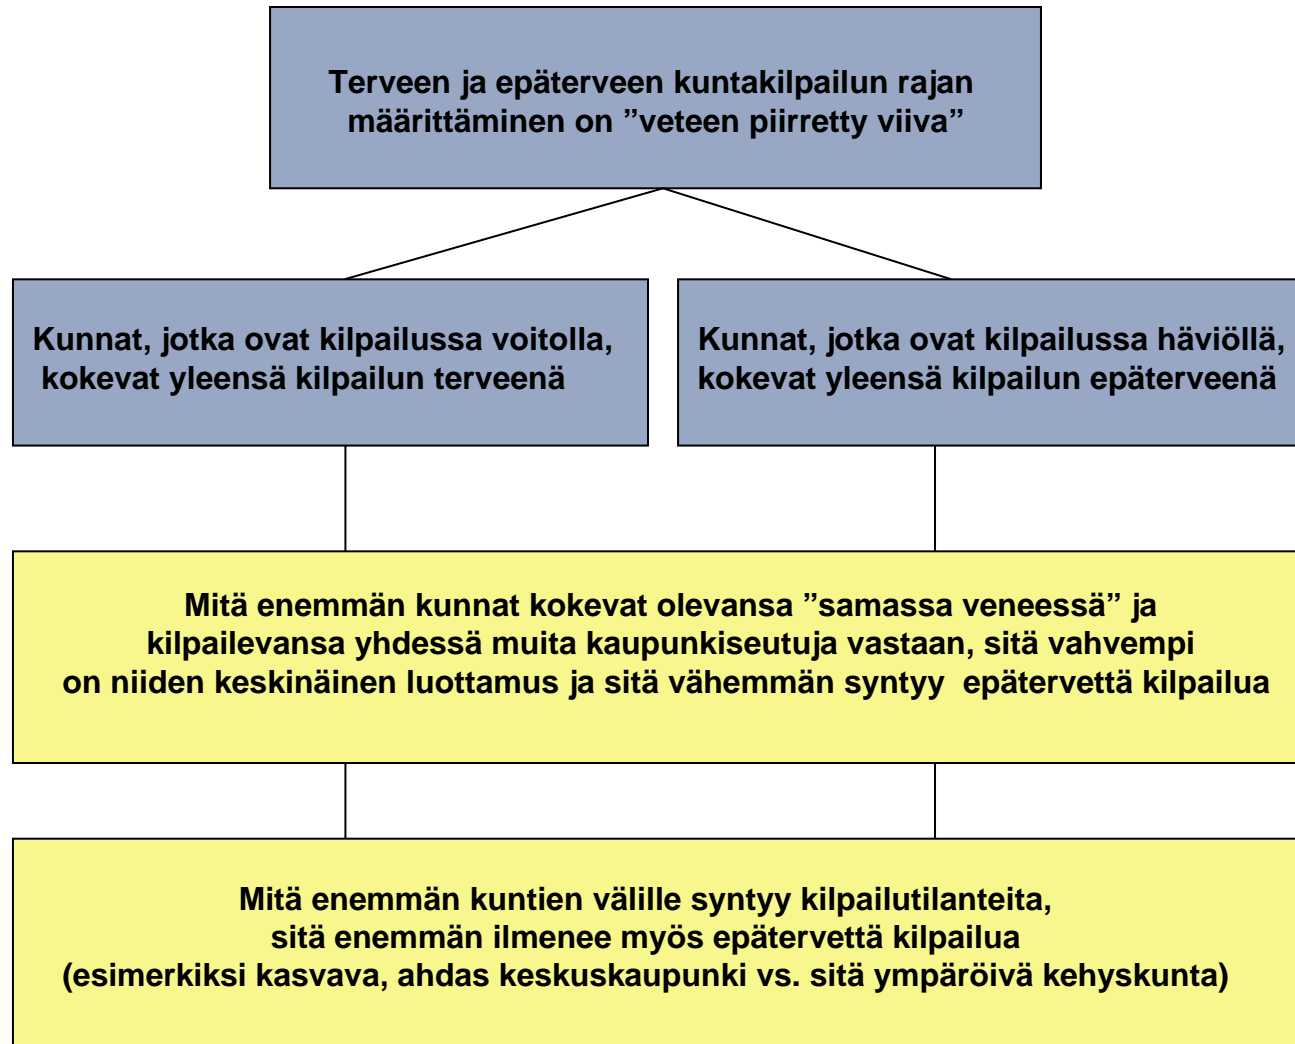 Terveen ja epäterveen kuntakilpailun rajan
määrittäminen on ”veteen piirretty viiva”
Kunnat, jotka ovat kilpailussa voitolla,
kokevat yleensä kilpailun terveenä
Kunnat, jotka ovat kilpailussa häviöllä,
kokevat yleensä kilpailun epäterveenä
Mitä enemmän kunnat kokevat olevansa ”samassa veneessä” ja
kilpailevansa yhdessä muita kaupunkiseutuja vastaan, sitä vahvempi
on niiden keskinäinen luottamus ja sitä vähemmän syntyy epätervettä kilpailua
Mitä enemmän kuntien välille syntyy kilpailutilanteita,
sitä enemmän ilmenee myös epätervettä kilpailua
(esimerkiksi kasvava, ahdas keskuskaupunki vs. sitä ympäröivä kehyskunta)